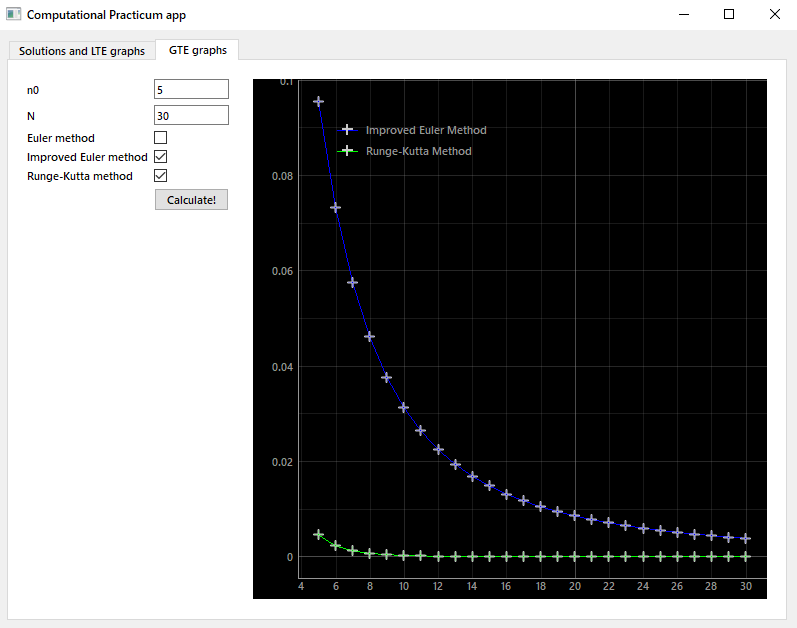 Computational Practicum app
Solutions and LTE graphs
GTE graphs
n0
5
N
30
Euler method
Improved Euler method
Runge-Kutta method
Calculate!
0.1
Improved Euler Method
Runge-Kutta Method
0.08
0.06
0.04
0.02
0
4 6 8 10 12 14 16 18 20 22 24 26 28 30